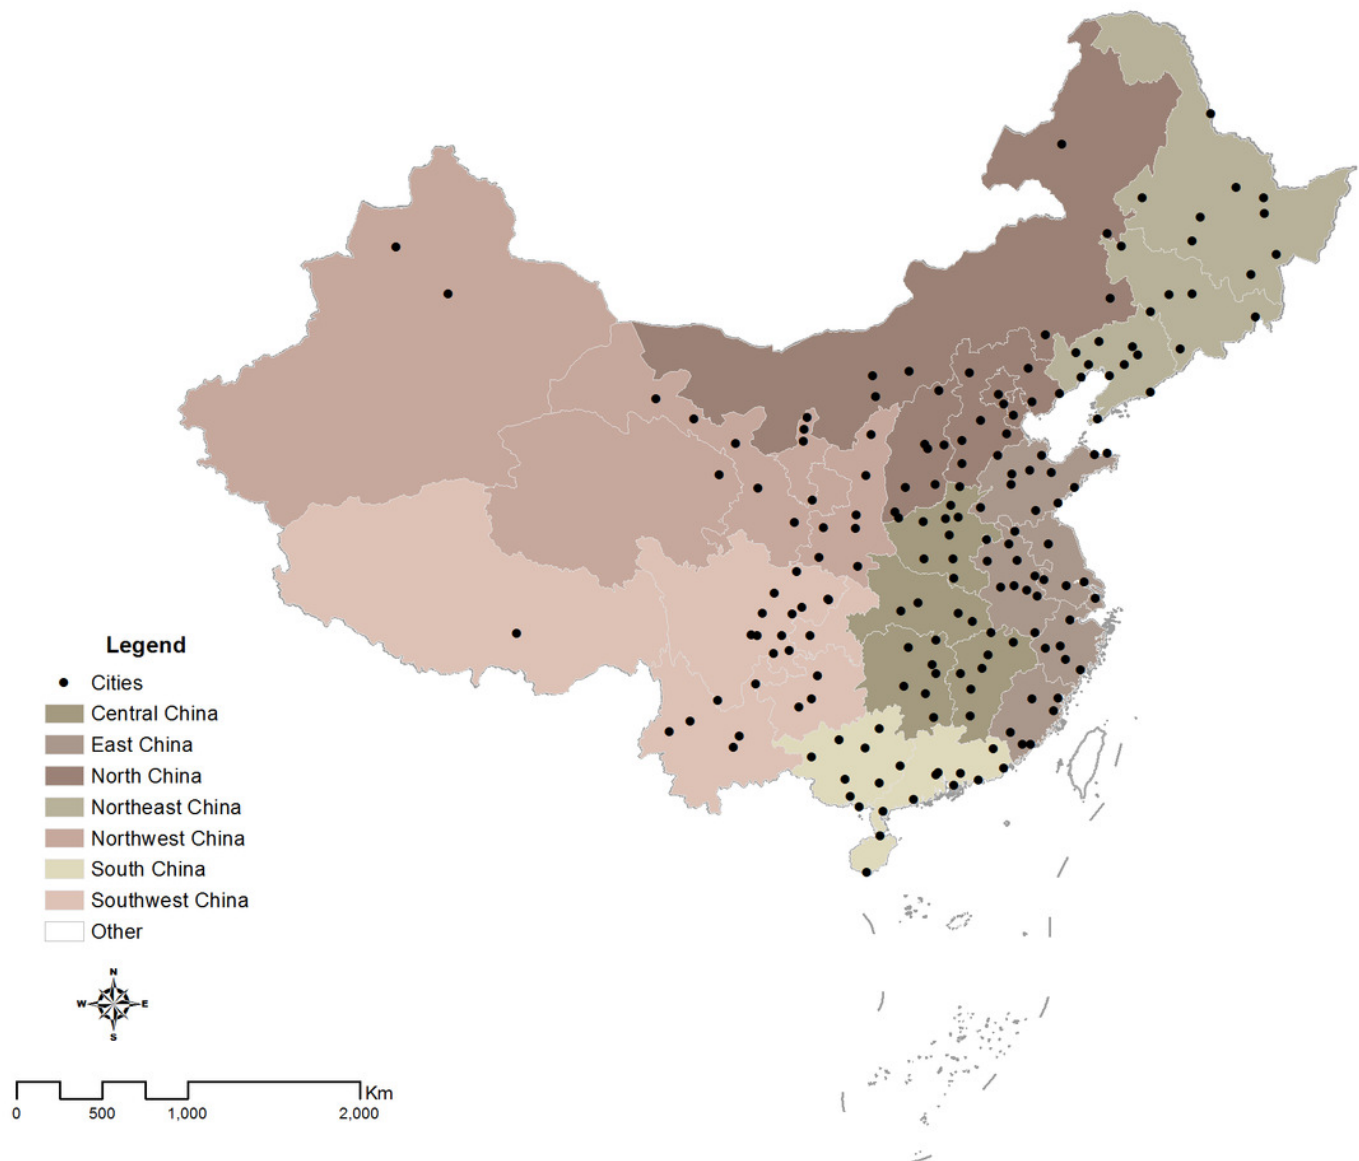 Legend
Cities
Central China
East China
North China
Northeast China
Northwest China
South China
Southwest China
Other
N
W E
S
Km
0 500 1,000 2,000